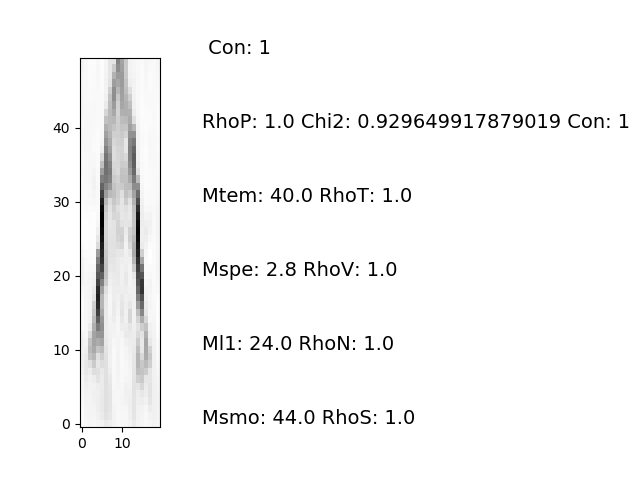 Con: 1
RhoP: 1.0 Chi2: 0.929649917879019 Con: 1
Mtem: 40.0 RhoT: 1.0
Mspe: 2.8 RhoV: 1.0
Ml1: 24.0 RhoN: 1.0
Msmo: 44.0 RhoS: 1.0
40
30
20
10
0
0 10